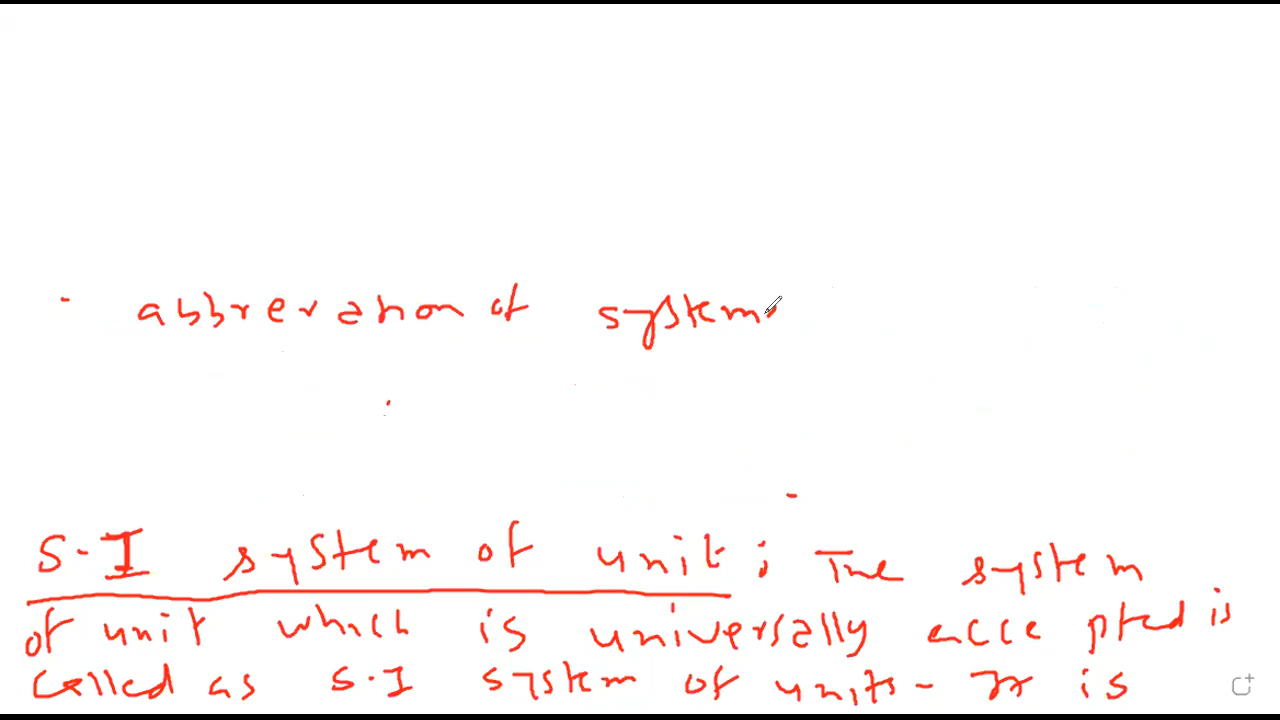 abbrevation of system
S.I system of unit : The system
of unit which is universally accepted is
called as S.I system of units - It is